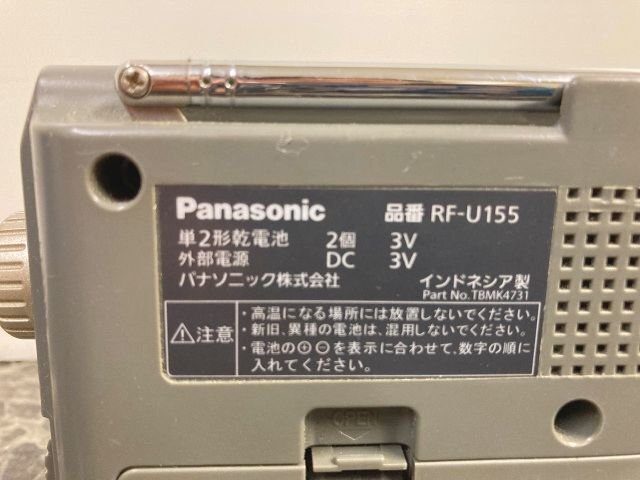 Panasonic 品番 RF-U155
単2形乾電池 2個 3V
外部電源 DC 3V
パナソニック株式会社 インドネシア製
Part No.TBMK4731
⚠注意
・高温になる場所には放置しないでください。
・新旧、異種の電池は、混用しないでください。
・電池の⊕⊖を表示に合わせて、数字の順に
入れてください。
OPEN